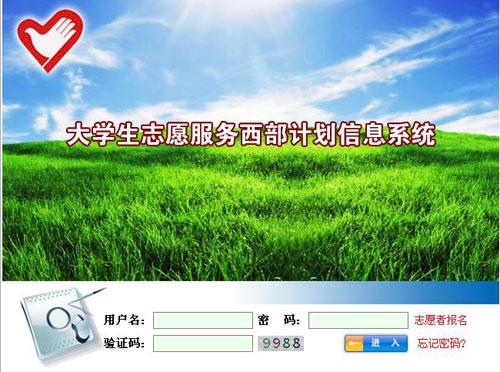 大学生志愿服务西部计划信息系统
用户名： 密 码： 志愿者报名
验证码： 9988 进 入 忘记密码?